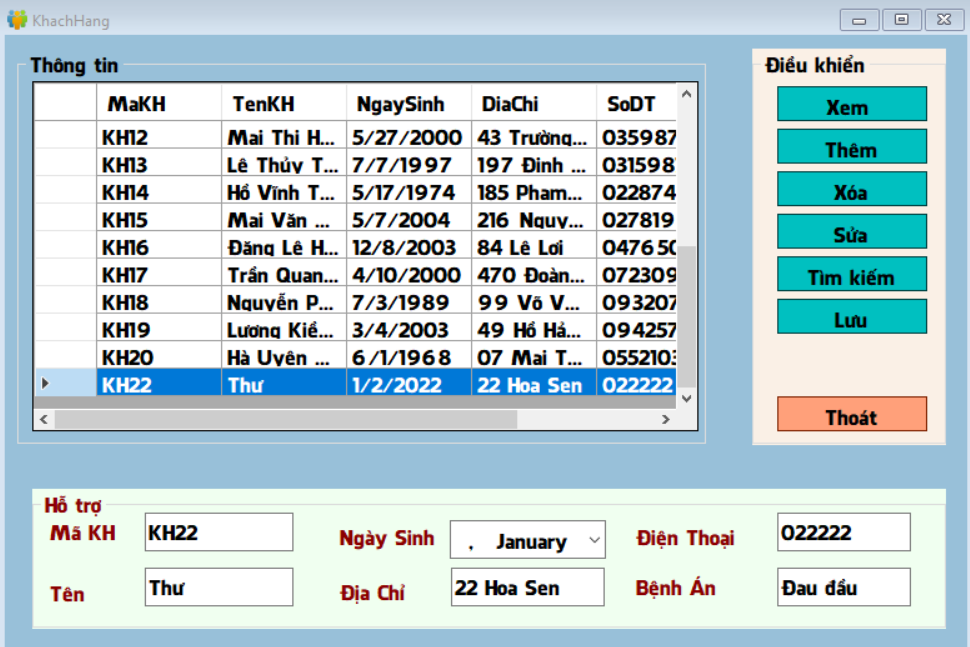 KhachHang
Thông tin
MaKH TenKH NgaySinh DiaChi SoDT
KH12 Mai Thi H... 5/27/2000 43 Trường... 035987
KH13 Lê Thủy T... 7/7/1997 197 Đinh ... 031598
KH14 Hồ Vĩnh T... 5/17/1974 185 Pham... 022874
KH15 Mai Văn ... 5/7/2004 216 Nguy... 027819
KH16 Đăng Lê H... 12/8/2003 84 Lê Loi 047650
KH17 Trần Quan... 4/10/2000 470 Đoàn... 072309
KH18 Nguyễn P... 7/3/1989 99 Võ V... 093207
KH19 Lương Kiề... 3/4/2003 49 Hồ Hả... 094257
KH20 Hà Uyên ... 6/1/1968 07 Mai T... 055210
KH22 Thư 1/2/2022 22 Hoa Sen 022222
Điều khiển
Xem
Thêm
Xóa
Sửa
Tìm kiếm
Lưu
Thoát
Hỗ trợ
Mã KH KH22 Ngày Sinh , January Điện Thoại 022222
Tên Thư Địa Chỉ 22 Hoa Sen Bệnh Án Đau đầu